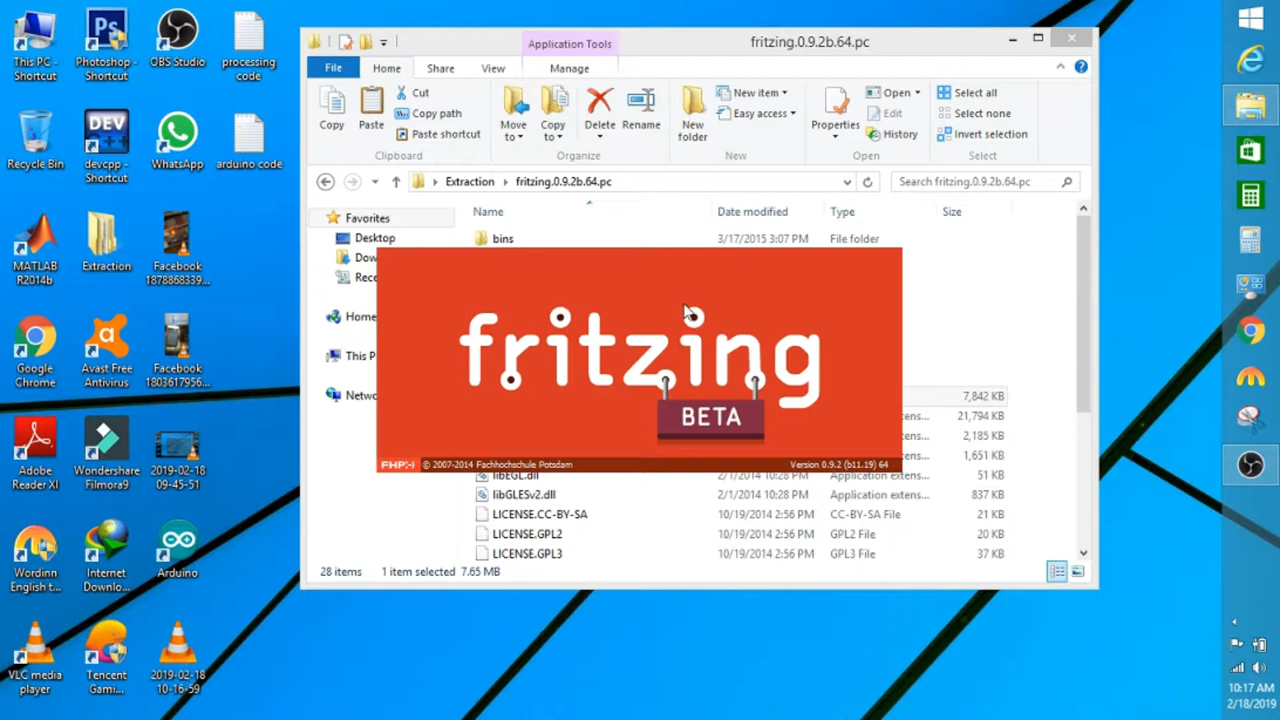 This PC -
Shortcut
Photoshop -
Shortcut
OBS Studio
processing
code
Recycle Bin
DEV
devcpp -
Shortcut
WhatsApp
arduino code
MATLAB
R2014b
Extraction
Facebook
1878868339...
Google
Chrome
Avast Free
Antivirus
Facebook
1803617956...
Adobe
Reader XI
Wondershare
Filmora9
2019-02-18
09-45-51
Wordinn
English t...
Internet
Downlo...
Arduino
VLC media
player
Tencent
Gami...
2019-02-18
10-16-59
Application Tools
fritzing.0.9.2b.64.pc
File Home Share View Manage
Copy
Paste
Cut
Copy path
Paste shortcut
Clipboard
Move
to
Copy
to
Delete
Rename
Organize
New
folder
New item
Easy access
New
Properties
Open
Edit
History
Open
Select all
Select none
Invert selection
Select
Extraction fritzing.0.9.2b.64.pc
Search fritzing.0.9.2b.64.pc
Favorites
Desktop
Dow
Rece
Home
This P
Netwo
Name Date modified Type Size
bins 3/17/2015 3:07 PM File folder
fritzing
BETA
FHP
© 2007-2014 Fachhochschule Potsdam Version 0.9.2 (b11.19) 64
7,842 KB
ens... 21,794 KB
ens... 2,185 KB
ens... 1,651 KB
libEGL.dll 2/1/2014 10:28 PM Application extens... 51 KB
libGLESv2.dll 2/1/2014 10:28 PM Application extens... 837 KB
LICENSE.CC-BY-SA 10/19/2014 2:56 PM CC-BY-SA File 21 KB
LICENSE.GPL2 10/19/2014 2:56 PM GPL2 File 20 KB
LICENSE.GPL3 10/19/2014 2:56 PM GPL3 File 37 KB
28 items 1 item selected 7.65 MB
10:17 AM
2/18/2019